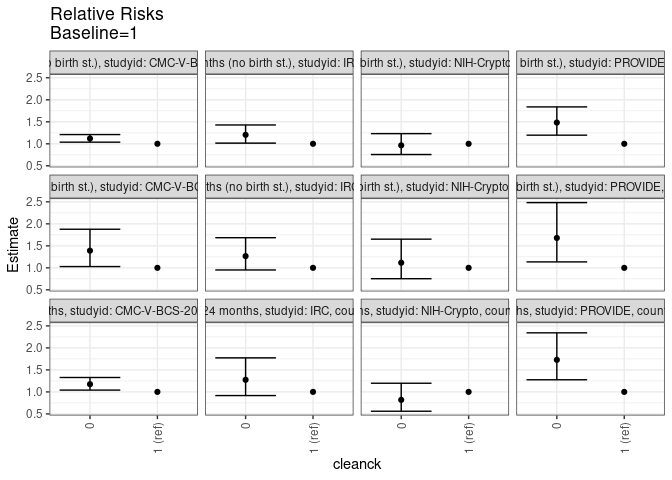 Relative Risks
Baseline=1
birth st.), studyid: CMC-V-B
nths (no birth st.), studyid: IR
birth st.), studyid: NIH-Crypto
birth st.), studyid: PROVIDE
birth st.), studyid: CMC-V-BC
ths (no birth st.), studyid: IRC
birth st.), studyid: NIH-Crypto
birth st.), studyid: PROVIDE,
ths, studyid: CMC-V-BCS-20
24 months, studyid: IRC, cou
ns, studyid: NIH-Crypto, coun
hs, studyid: PROVIDE, coun
Estimate
2.5
2.0
1.5
1.0
0.5
2.5
2.0
1.5
1.0
0.5
2.5
2.0
1.5
1.0
0.5
0
1 (ref)
0
1 (ref)
0
1 (ref)
0
1 (ref)
cleanck